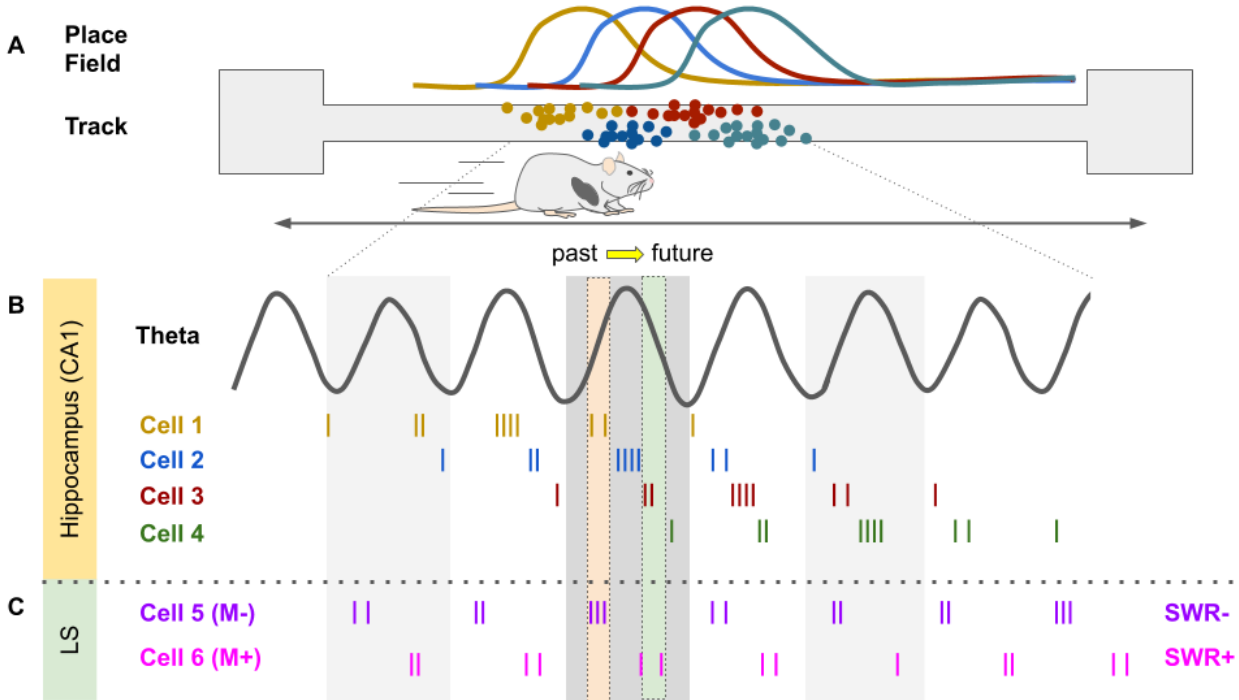 A
Place
Field
Track
past
future
B
Hippocampus (CA1)
Theta
Cell 1
Cell 2
Cell 3
Cell 4
C
LS
Cell 5 (M-)
SWR-
Cell 6 (M+)
SWR+